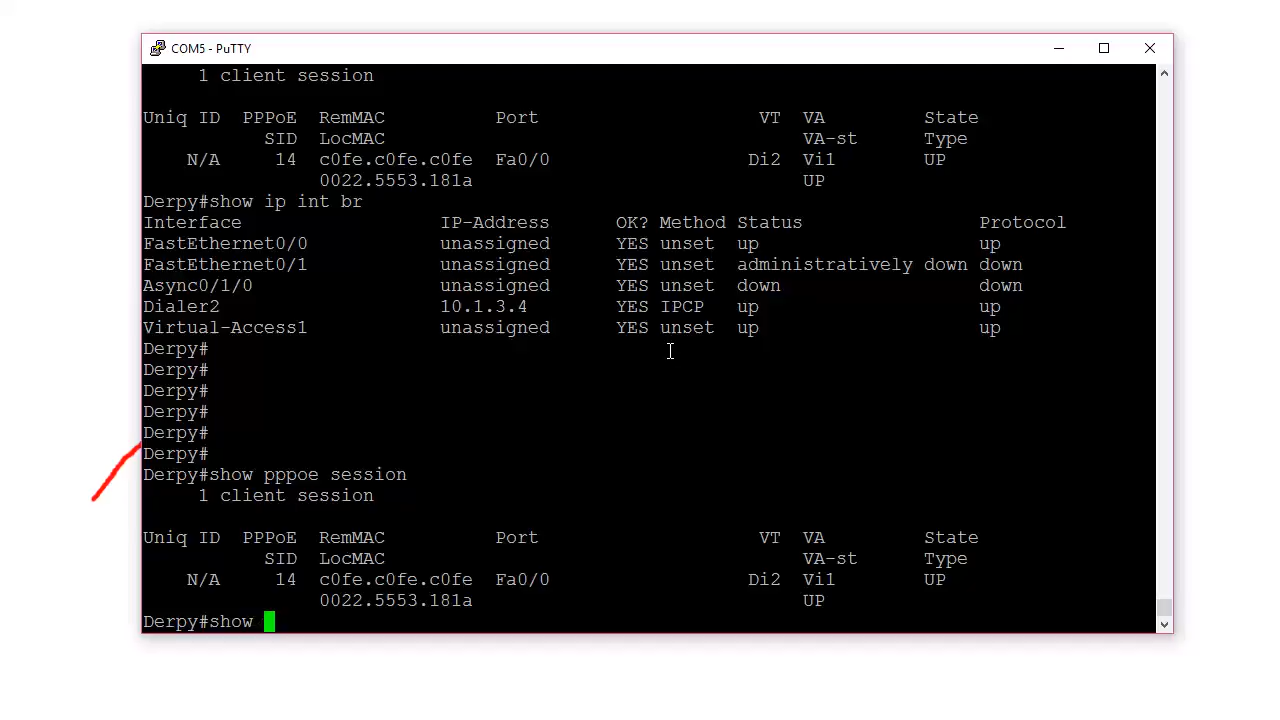 COM5 - PuTTY
1 client session
Uniq ID PPPoE RemMAC Port VT VA State
SID LocMAC VA-st Type
N/A 14 c0fe.c0fe.c0fe Fa0/0 Di2 Vi1 UP
0022.5553.181a UP
Derpy#show ip int br
Interface IP-Address OK? Method Status Protocol
FastEthernet0/0 unassigned YES unset up up
FastEthernet0/1 unassigned YES unset administratively down down
Async0/1/0 unassigned YES unset down down
Dialer2 10.1.3.4 YES IPCP up up
Virtual-Access1 unassigned YES unset up up
Derpy#
Derpy#
Derpy#
Derpy#
Derpy#
Derpy#
Derpy#show pppoe session
1 client session
Uniq ID PPPoE RemMAC Port VT VA State
SID LocMAC VA-st Type
N/A 14 c0fe.c0fe.c0fe Fa0/0 Di2 Vi1 UP
0022.5553.181a UP
Derpy#show